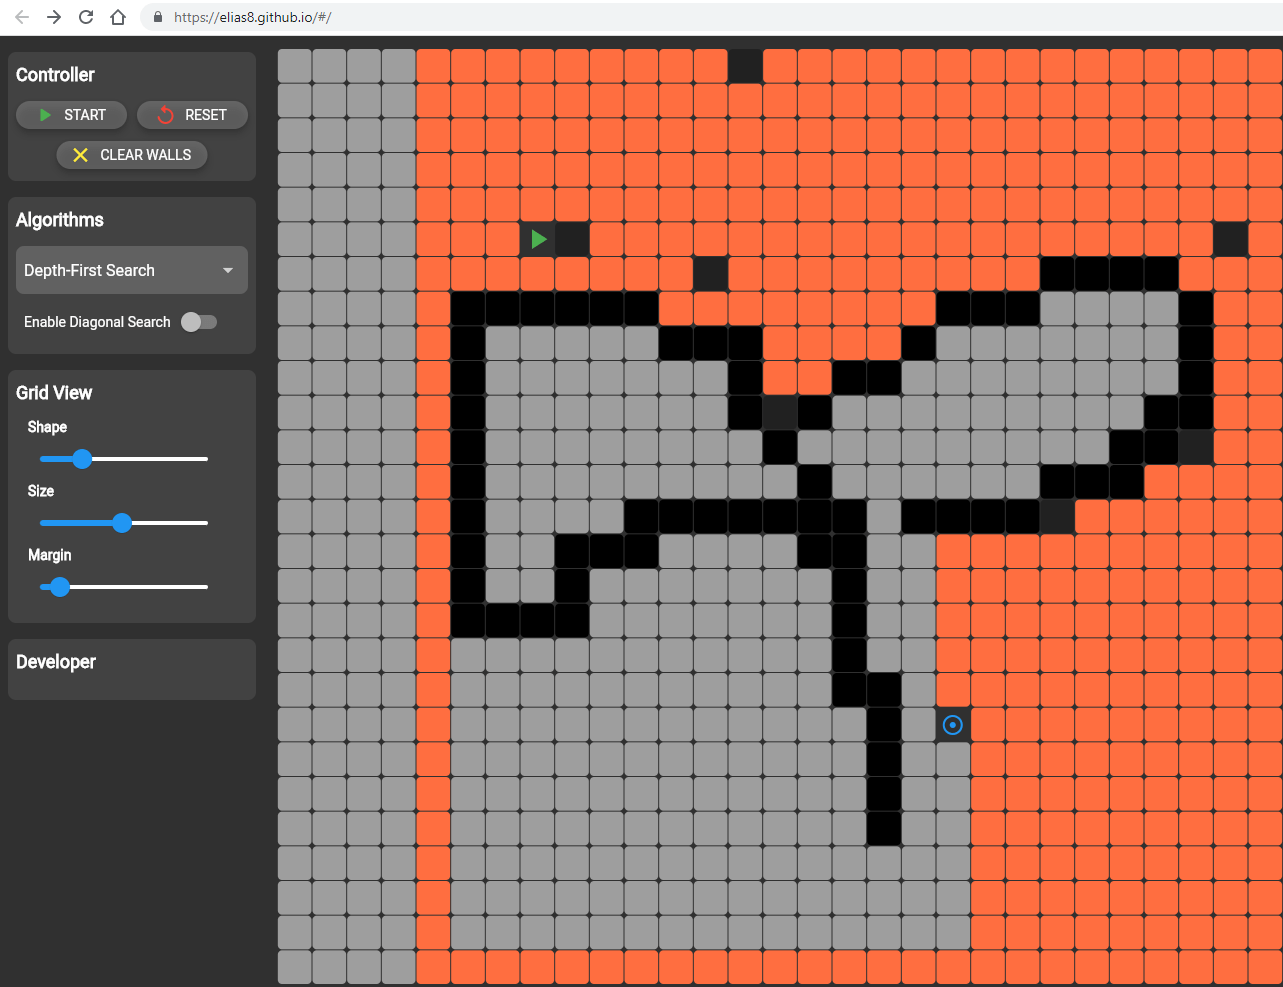 https://elias8.github.io/#/
Controller
START
RESET
CLEAR WALLS
Algorithms
Depth-First Search
Enable Diagonal Search
Grid View
Shape
Size
Margin
Developer